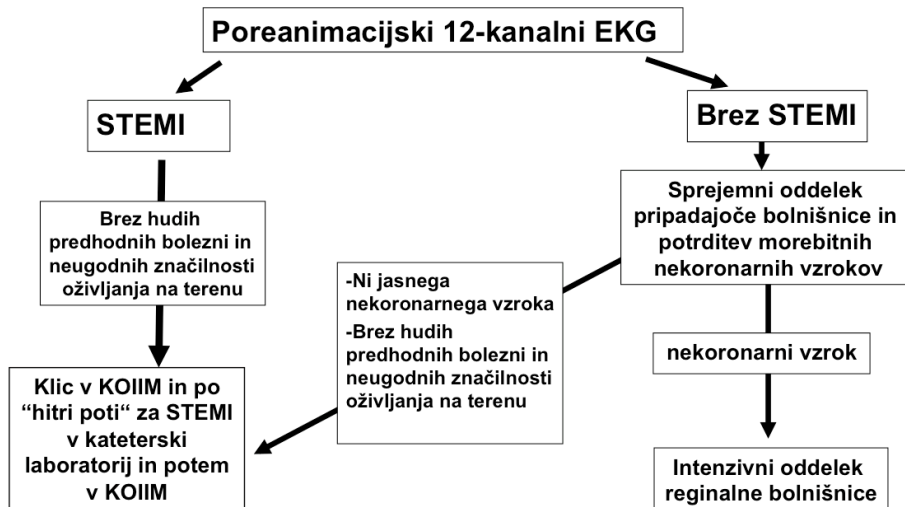 Poreanimacijski 12-kanalni EKG
STEMI
Brez STEMI
Brez hudih
predhodnih bolezni in
neugodnih značilnosti
oživljanja na terenu
Sprejemni oddelek
pripadajoče bolnišnice in
potrditev morebitnih
nekoronarnih vzrokov
-Ni jasnega
nekoronarnega vzroka
-Brez hudih
predhodnih bolezni in
neugodnih značilnosti
oživljanja na terenu
nekoronarni vzrok
Klic v KOIIM in po
“hitri poti“ za STEMI
v kateterski
laboratorij in potem
v KOIIM
Intenzivni oddelek
reginalne bolnišnice